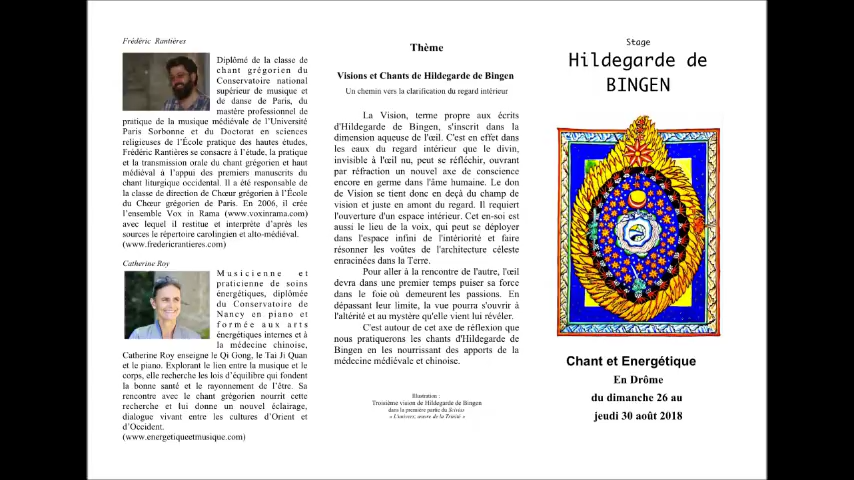 Frédéric Rantières
Diplômé de la classe de
chant grégorien du
Conservatoire national
supérieur de musique et
de danse de Paris, du
mastère professionnel de
pratique de la musique médiévale de l'Université
Paris Sorbonne et du Doctorat en sciences
religieuses de l'École pratique des hautes études,
Frédéric Rantières se consacre à l'étude, la pratique
et la transmission orale du chant grégorien et haut
médiéval à l'appui des premiers manuscrits du
chant liturgique occidental. Il a été responsable de
la classe de direction de Chœur grégorien à l'École
du Chœur grégorien de Paris. En 2006, il crée
l'ensemble Vox in Rama (www.voxinrama.com)
avec lequel il restitue et interprète d'après les
sources le répertoire carolingien et alto-médiéval.
(www.fredericrantieres.com)
Catherine Roy
Musicienne et
praticienne de soins
énergétiques, diplômée
du Conservatoire de
Nancy en piano et
formée aux arts
énergétiques internes et à
la médecine chinoise,
Catherine Roy enseigne le Qi Gong, le Tai Ji Quan
et le piano. Explorant le lien entre la musique et le
corps, elle recherche les lois d'équilibre qui fondent
la bonne santé et le rayonnement de l'être. Sa
rencontre avec le chant grégorien nourrit cette
recherche et lui donne un nouvel éclairage,
dialogue vivant entre les cultures d'Orient et
d'Occident.
(www.energetiqueetmusique.com)
Thème
Visions et Chants de Hildegarde de Bingen
Un chemin vers la clarification du regard intérieur
La Vision, terme propre aux écrits
d'Hildegarde de Bingen, s'inscrit dans la
dimension aqueuse de l'œil. C'est en effet dans
les eaux du regard intérieur que le divin,
invisible à l'œil nu, peut se réfléchir, ouvrant
par réfraction un nouvel axe de conscience
encore en germe dans l'âme humaine. Le don
de Vision se tient donc en deçà du champ de
vision et juste en amont du regard. Il requiert
l'ouverture d'un espace intérieur. Cet en-soi est
aussi le lieu de la voix, qui peut se déployer
dans l'espace infini de l'intériorité et faire
résonner les voûtes de l'architecture céleste
enracinées dans la Terre.
Pour aller à la rencontre de l'autre, l'œil
devra dans une premier temps puiser sa force
dans le foie où demeurent les passions. En
dépassant leur limite, la vue pourra s'ouvrir à
l'altérité et au mystère qu'elle vient lui révéler.
C'est autour de cet axe de réflexion que
nous pratiquerons les chants d'Hildegarde de
Bingen en les nourrissant des apports de la
médecine médiévale et chinoise.
Illustration :
Troisième vision de Hildegarde de Bingen
dans la première partie du Scivias
« L'univers, œuvre de la Trinité »
Stage
Hildegarde de
BINGEN
Chant et Energétique
En Drôme
du dimanche 26 au
jeudi 30 août 2018